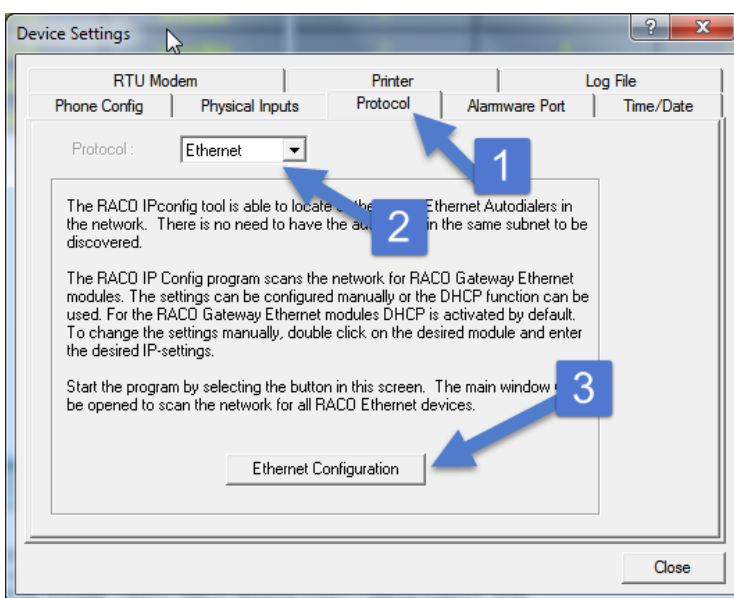 Device Settings
RTU Modem Printer Log File
Phone Config Physical Inputs Protocol Alarmware Port Time/Date
1
Protocol : Ethernet
2
The RACO IPconfig tool is able to locate Ethernet Autodialers in
the network. There is no need to have the in the same subnet to be
discovered.
The RACO IP Config program scans the network for RACO Gateway Ethernet
modules. The settings can be configured manually or the DHCP function can be
used. For the RACO Gateway Ethernet modules DHCP is activated by default.
To change the settings manually, double click on the desired module and enter
the desired IP-settings.
Start the program by selecting the button in this screen. The main window
be opened to scan the network for all RACO Ethernet devices.
3
Ethernet Configuration
Close